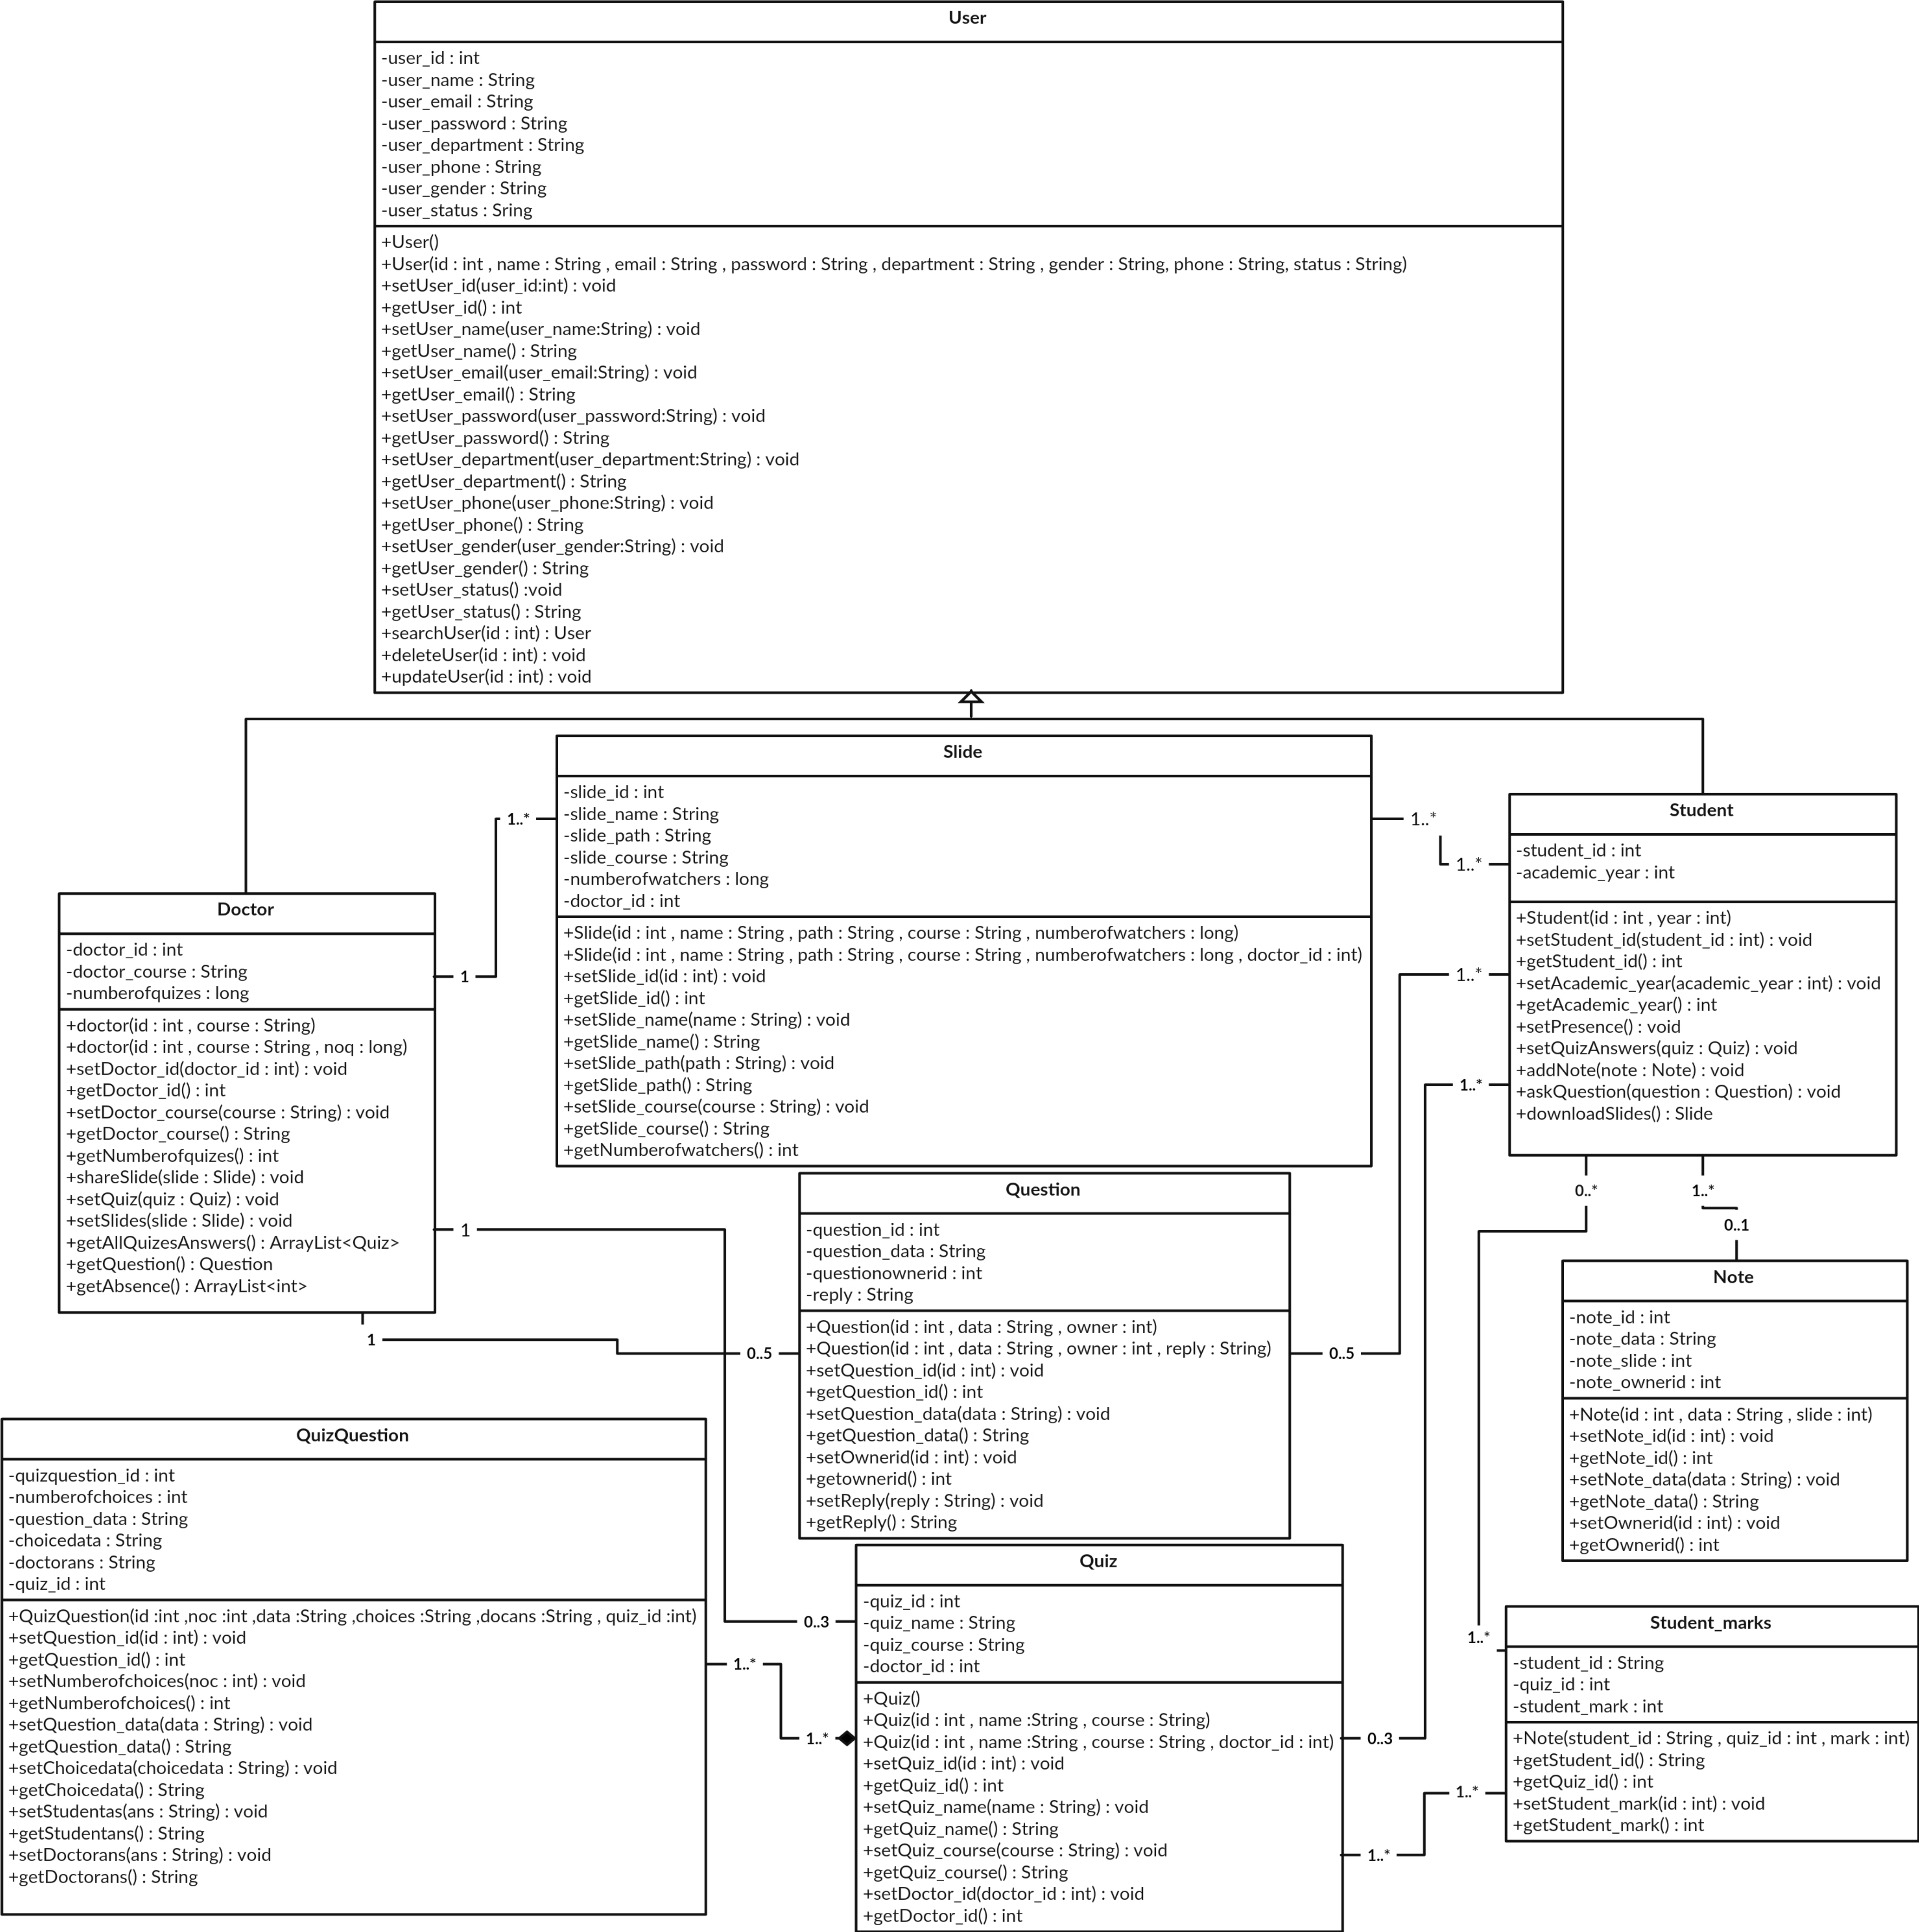 User
-user_id : int
-user_name : String
-user_email : String
-user_password : String
-user_department : String
-user_phone : String
-user_gender : String
-user_status : Sring
+User()
+User(id : int , name : String , email : String , password : String , department : String , gender : String, phone : String, status : String)
+setUser_id(user_id:int) : void
+getUser_id() : int
+setUser_name(user_name:String) : void
+getUser_name() : String
+setUser_email(user_email:String) : void
+getUser_email() : String
+setUser_password(user_password:String) : void
+getUser_password() : String
+setUser_department(user_department:String) : void
+getUser_department() : String
+setUser_phone(user_phone:String) : void
+getUser_phone() : String
+setUser_gender(user_gender:String) : void
+getUser_gender() : String
+setUser_status() :void
+getUser_status() : String
+searchUser(id : int) : User
+deleteUser(id : int) : void
+updateUser(id : int) : void
Slide
-slide_id : int
-slide_name : String
-slide_path : String
-slide_course : String
-numberofwatchers : long
-doctor_id : int
+Slide(id : int , name : String , path : String , course : String , numberofwatchers : long)
+Slide(id : int , name : String , path : String , course : String , numberofwatchers : long , doctor_id : int)
+setSlide_id(id : int) : void
+getSlide_id() : int
+setSlide_name(name : String) : void
+getSlide_name() : String
+setSlide_path(path : String) : void
+getSlide_path() : String
+setSlide_course(course : String) : void
+getSlide_course() : String
+getNumberofwatchers() : int
1..*
1..*
1..*
1
Student
-student_id : int
-academic_year : int
+Student(id : int , year : int)
+setStudent_id(student_id : int) : void
+getStudent_id() : int
+setAcademic_year(academic_year : int) : void
+getAcademic_year() : int
+setPresence() : void
+setQuizAnswers(quiz : Quiz) : void
+addNote(note : Note) : void
+askQuestion(question : Question) : void
+downloadSlides() : Slide
1..*
1..*
0..*
1..*
0..1
Doctor
-doctor_id : int
-doctor_course : String
-numberofquizes : long
+doctor(id : int , course : String)
+doctor(id : int , course : String , noq : long)
+setDoctor_id(doctor_id : int) : void
+getDoctor_id() : int
+setDoctor_course(course : String) : void
+getDoctor_course() : String
+getNumberofquizes() : int
+shareSlide(slide : Slide) : void
+setQuiz(quiz : Quiz) : void
+setSlides(slide : Slide) : void
+getAllQuizesAnswers() : ArrayList<Quiz>
+getQuestion() : Question
+getAbsence() : ArrayList<int>
1
1
0..5
0..5
Question
-question_id : int
-question_data : String
-questionownerid : int
-reply : String
+Question(id : int , data : String , owner : int)
+Question(id : int , data : String , owner : int , reply : String)
+setQuestion_id(id : int) : void
+getQuestion_id() : int
+setQuestion_data(data : String) : void
+getQuestion_data() : String
+setOwnerid(id : int) : void
+getownerid() : int
+setReply(reply : String) : void
+getReply() : String
Note
-note_id : int
-note_data : String
-note_slide : int
-note_ownerid : int
+Note(id : int , data : String , slide : int)
+setNote_id(id : int) : void
+getNote_id() : int
+setNote_data(data : String) : void
+getNote_data() : String
+setOwnerid(id : int) : void
+getOwnerid() : int
QuizQuestion
-quizquestion_id : int
-numberofchoices : int
-question_data : String
-choicedata : String
-doctorans : String
-quiz_id : int
+QuizQuestion(id :int ,noc :int ,data :String ,choices :String ,docans :String , quiz_id :int)
+setQuestion_id(id : int) : void
+getQuestion_id() : int
+setNumberofchoices(noc : int) : void
+getNumberofchoices() : int
+setQuestion_data(data : String) : void
+getQuestion_data() : String
+setChoicedata(choicedata : String) : void
+getChoicedata() : String
+setStudentas(ans : String) : void
+getStudentans() : String
+setDoctorans(ans : String) : void
+getDoctorans() : String
0..3
1..*
1..*
Quiz
-quiz_id : int
-quiz_name : String
-quiz_course : String
-doctor_id : int
+Quiz()
+Quiz(id : int , name :String , course : String)
+Quiz(id : int , name :String , course : String , doctor_id : int)
+setQuiz_id(id : int) : void
+getQuiz_id() : int
+setQuiz_name(name : String) : void
+getQuiz_name() : String
+setQuiz_course(course : String) : void
+getQuiz_course() : String
+setDoctor_id(doctor_id : int) : void
+getDoctor_id() : int
0..3
1..*
1..*
1..*
Student_marks
-student_id : String
-quiz_id : int
-student_mark : int
+Note(student_id : String , quiz_id : int , mark : int)
+getStudent_id() : String
+getQuiz_id() : int
+setStudent_mark(id : int) : void
+getStudent_mark() : int